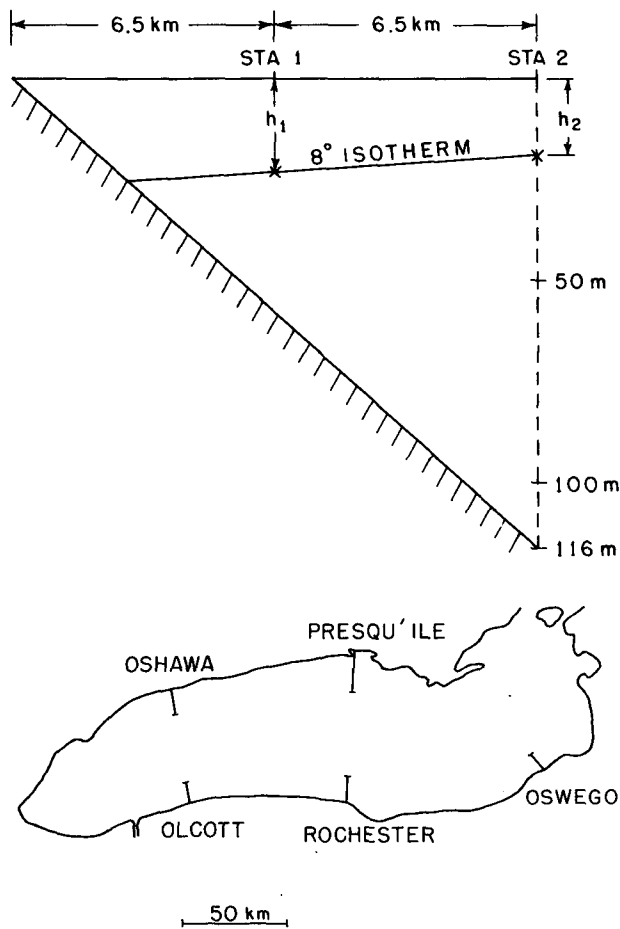 6.5 km 6.5 km
STA 1 STA 2
h1 h2
8° ISOTHERM
50 m
100 m
116 m
PRESQU'ILE
OSHAWA
OSWEGO
OLCOTT ROCHESTER
50 km